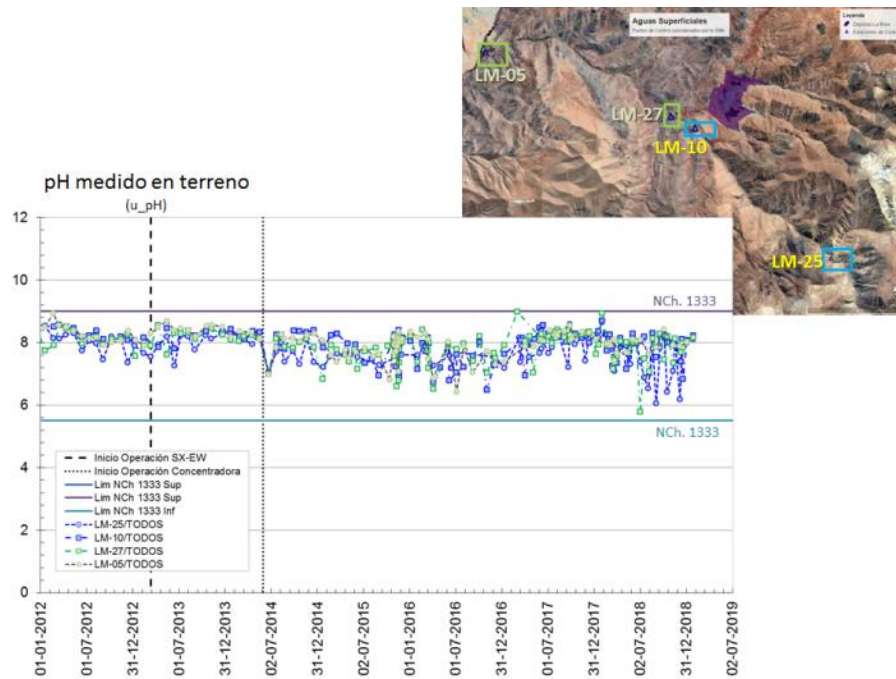 Aguas Superficiales
Leyenda
LM-05
LM-27
LM-10
LM-25
pH medido en terreno
(u_pH)
12
10
8
6
4
2
0
NCh. 1333
NCh. 1333
Inicio Operación SX-EW
Inicio Operación Concentradora
Lim NCh 1333 Sup
Lim NCh 1333 Sup
Lim NCh 1333 Inf
LM-25/TODOS
LM-10/TODOS
LM-27/TODOS
LM-05/TODOS
01-01-2012
01-07-2012
31-12-2012
02-07-2013
31-12-2013
02-07-2014
31-12-2014
02-07-2015
01-01-2016
01-07-2016
31-12-2016
01-07-2017
31-12-2017
02-07-2018
31-12-2018
02-07-2019